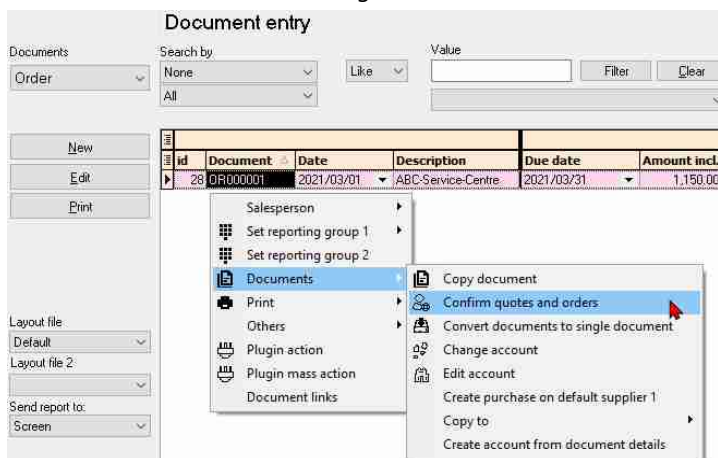 Document entry
Documents
Order
Search by
None
Like
All
Value
Filter
Clear
New
Edit
Print
id Document Date Description Due date Amount incl.
28 OR000001 2021/03/01 ABC-Service-Centre 2021/03/31 1,150.00
Salesperson
Set reporting group 1
Set reporting group 2
Documents
Print
Others
Plugin action
Plugin mass action
Document links
Copy document
Confirm quotes and orders
Convert documents to single document
Change account
Edit account
Create purchase on default supplier 1
Copy to
Create account from document details
Layout file
Default
Layout file 2
Send report to:
Screen